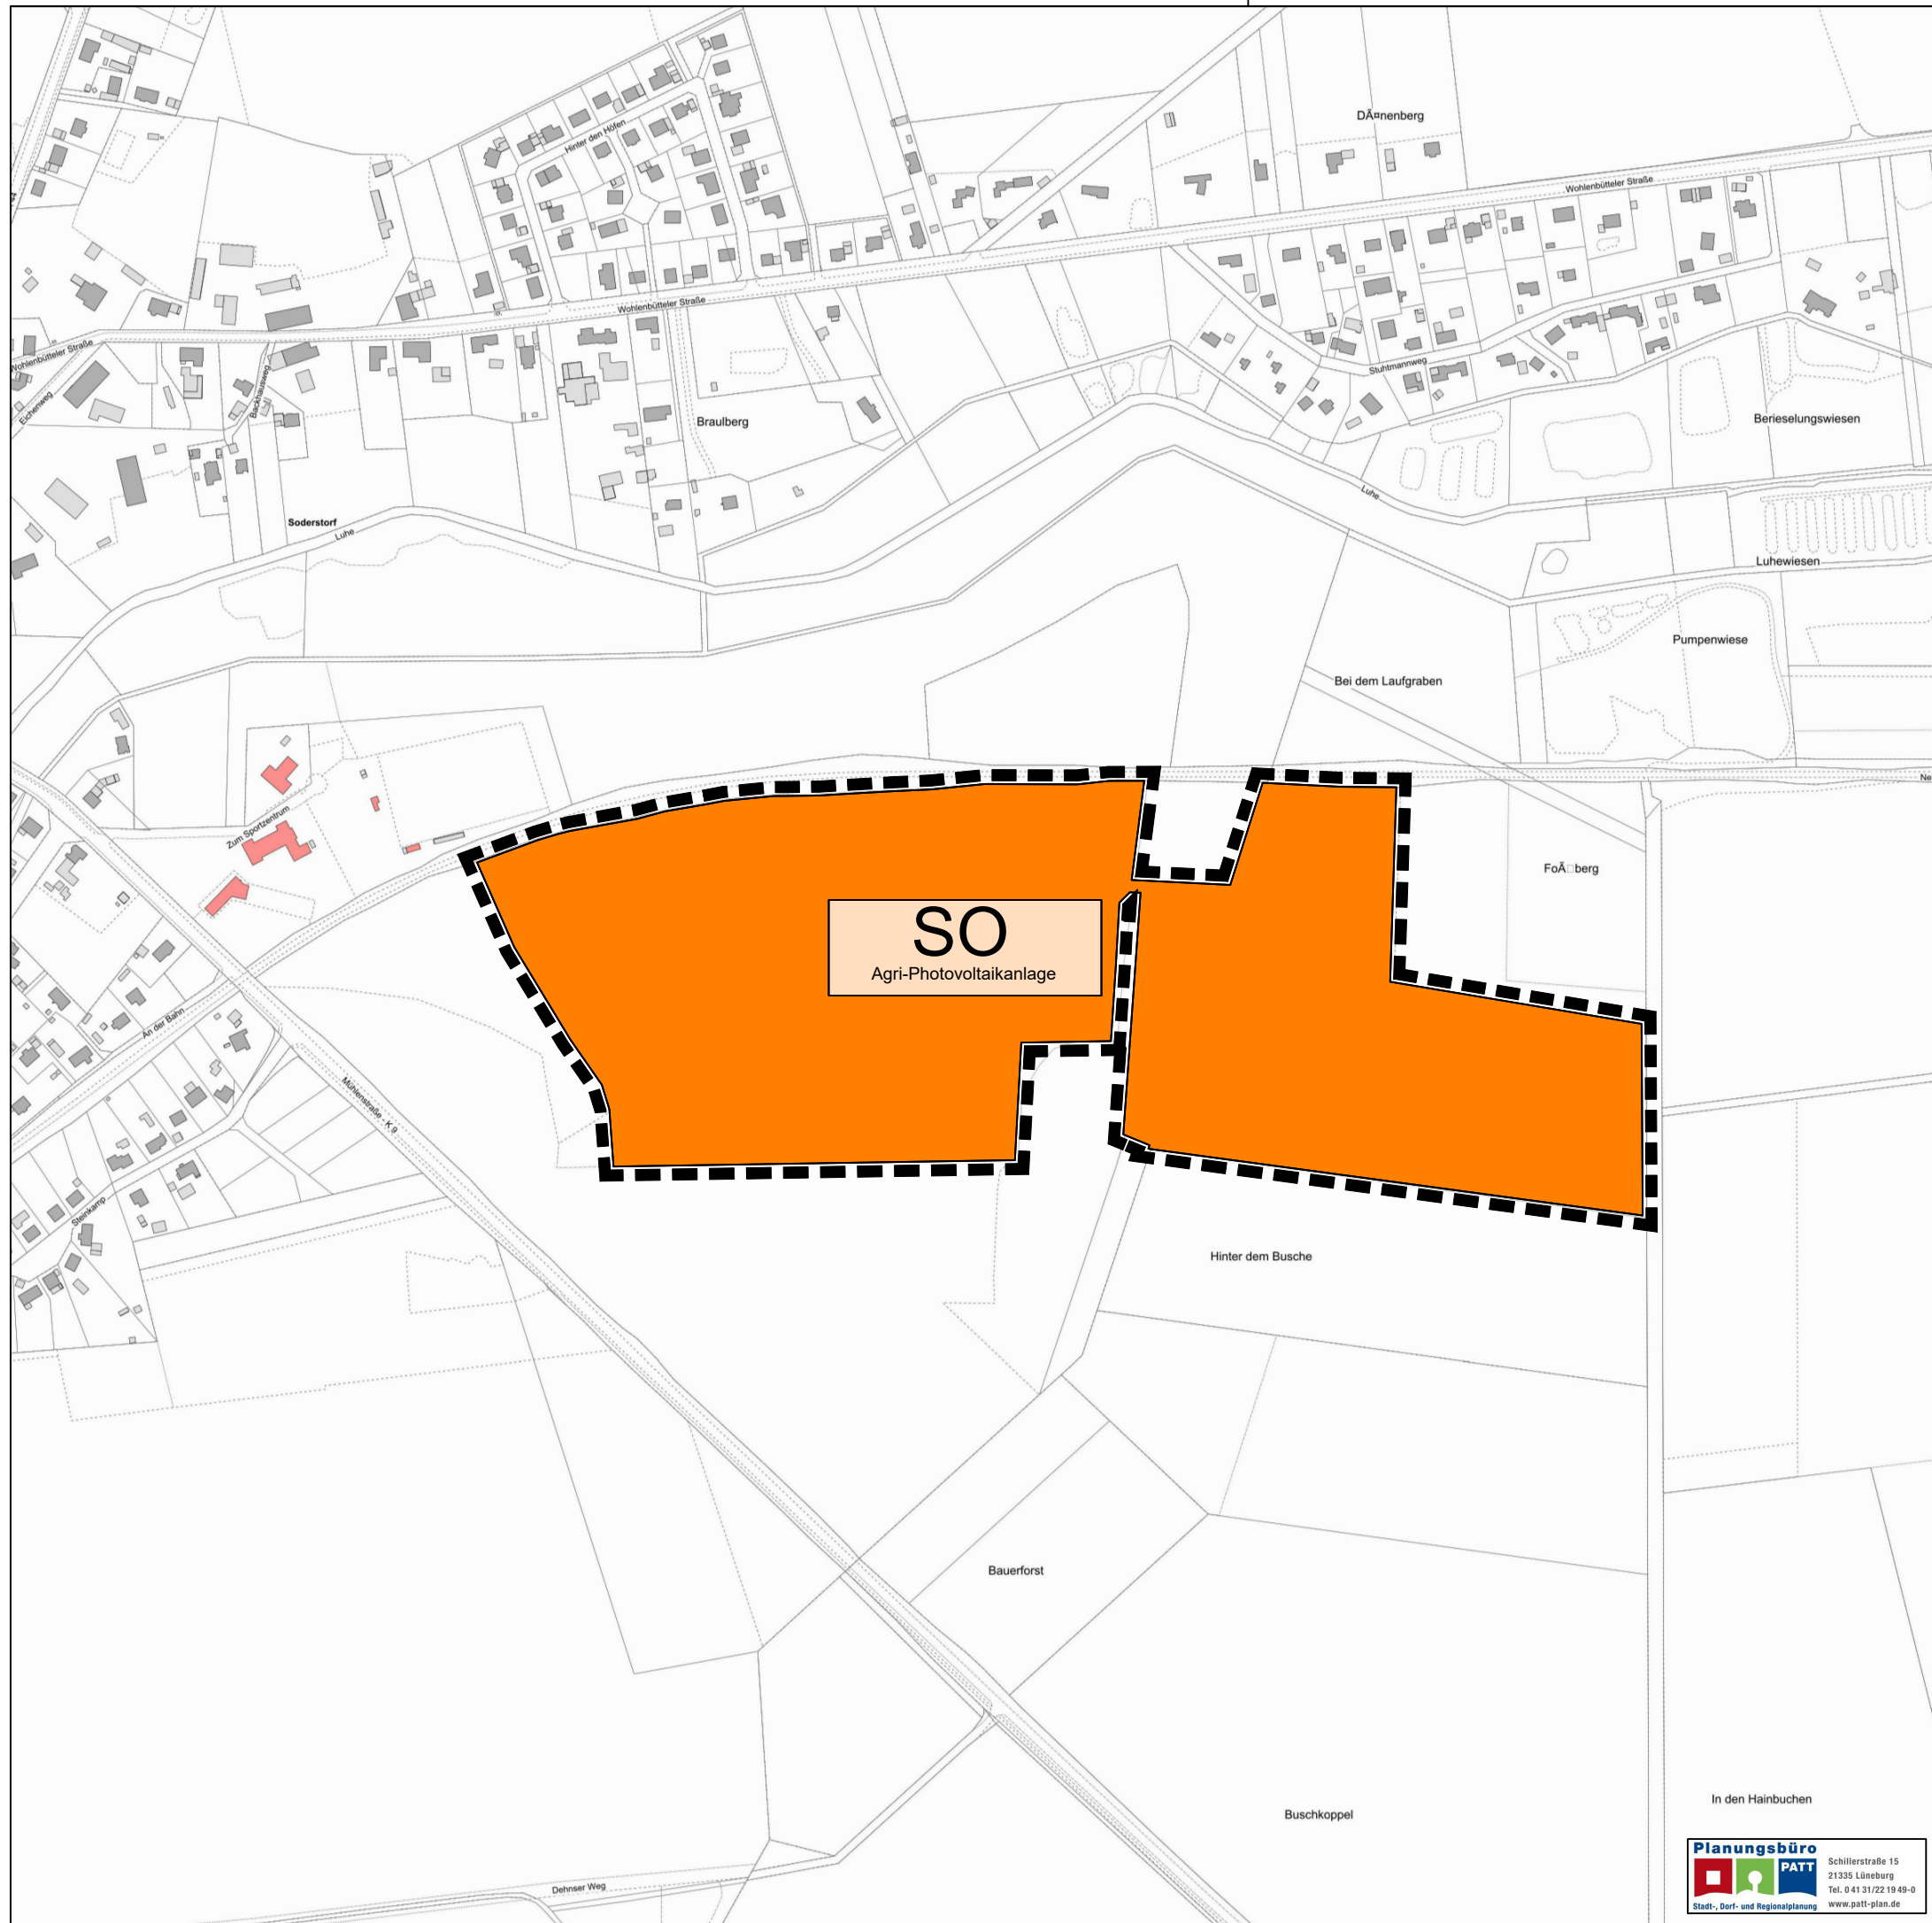 DÃ¤nenberg
Hinter den Höfen
Wohlenbütteler Straße
Wohlenbütteler Straße
Wohlenbütteler Straße
Eichenweg
Backhausweg
Stuhtmannweg
Braulberg
Berieselungswiesen
Luhe
Soderstorf
Luhe
Luhewiesen
Pumpenwiese
Bei dem Laufgraben
Ne
Zum Sportzentrum
SO
Agri-Photovoltaikanlage
An der Bahn
Mühlenstraße - K 9
Steinkamp
Hinter dem Busche
Bauerforst
Buschkoppel
In den Hainbuchen
Dehnser Weg
Planungsbüro
PATT
Stadt-, Dorf- und Regionalplanung
Schillerstraße 15
21335 Lüneburg
Tel. 0 41 31/22 19 49-0
www.patt-plan.de